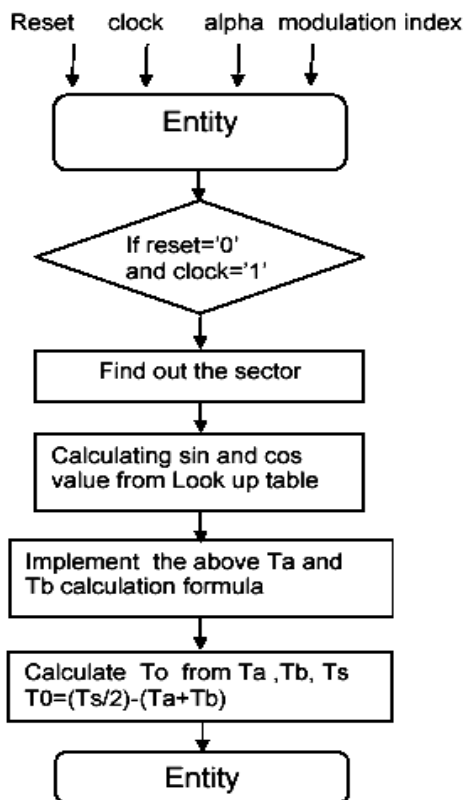 Reset clock alpha modulation index
Entity
If reset='0'
and clock='1'
Find out the sector
Calculating sin and cos
value from Look up table
Implement the above Ta and
Tb calculation formula
Calculate To from Ta ,Tb, Ts
T0=(Ts/2)-(Ta+Tb)
Entity